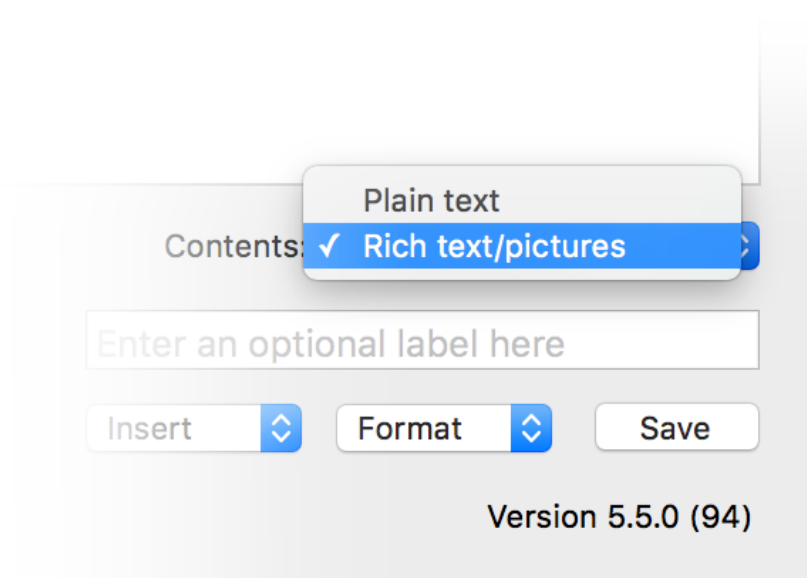 Plain text
Contents: ✓ Rich text/pictures
Enter an optional label here
Insert Format Save
Version 5.5.0 (94)